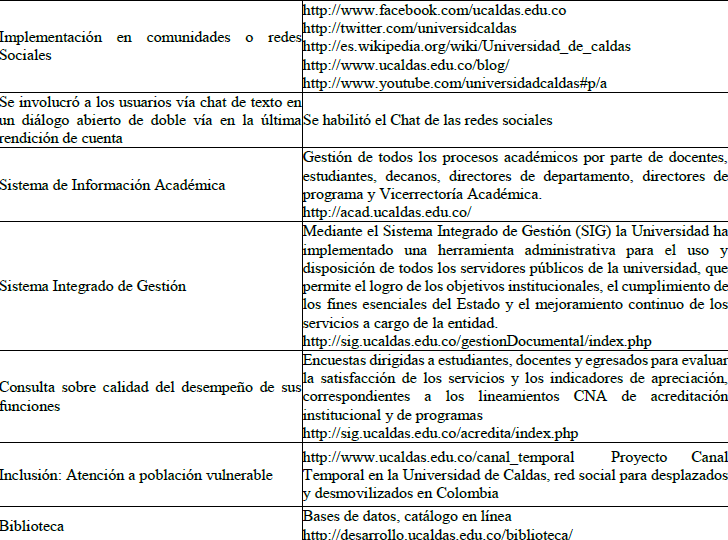 Implementación en comunidades o redes
Sociales
http://www.facebook.com/ucaldas.edu.co
http://twitter.com/universidcaldas
http://es.wikipedia.org/wiki/Universidad_de_caldas
http://www.ucaldas.edu.co/blog/
http://www.youtube.com/universidadcaldas#p/a
Se involucró a los usuarios vía chat de texto en
un diálogo abierto de doble vía en la última
rendición de cuenta
Se habilitó el Chat de las redes sociales
Sistema de Información Académica
Gestión de todos los procesos académicos por parte de docentes,
estudiantes, decanos, directores de departamento, directores de
programa y Vicerrectoría Académica.
http://acad.ucaldas.edu.co/
Sistema Integrado de Gestión
Mediante el Sistema Integrado de Gestión (SIG) la Universidad ha
implementado una herramienta administrativa para el uso y
disposición de todos los servidores públicos de la universidad, que
permite el logro de los objetivos institucionales, el cumplimiento de
los fines esenciales del Estado y el mejoramiento continuo de los
servicios a cargo de la entidad.
http://sig.ucaldas.edu.co/gestionDocumental/index.php
Consulta sobre calidad del desempeño de sus
funciones
Encuestas dirigidas a estudiantes, docentes y egresados para evaluar
la satisfacción de los servicios y los indicadores de apreciación,
correspondientes a los lineamientos CNA de acreditación
institucional y de programas
http://sig.ucaldas.edu.co/acredita/index.php
Inclusión: Atención a población vulnerable
http://www.ucaldas.edu.co/canal_temporal Proyecto Canal
Temporal en la Universidad de Caldas, red social para desplazados
y desmovilizados en Colombia
Biblioteca
Bases de datos, catálogo en línea
http://desarrollo.ucaldas.edu.co/biblioteca/